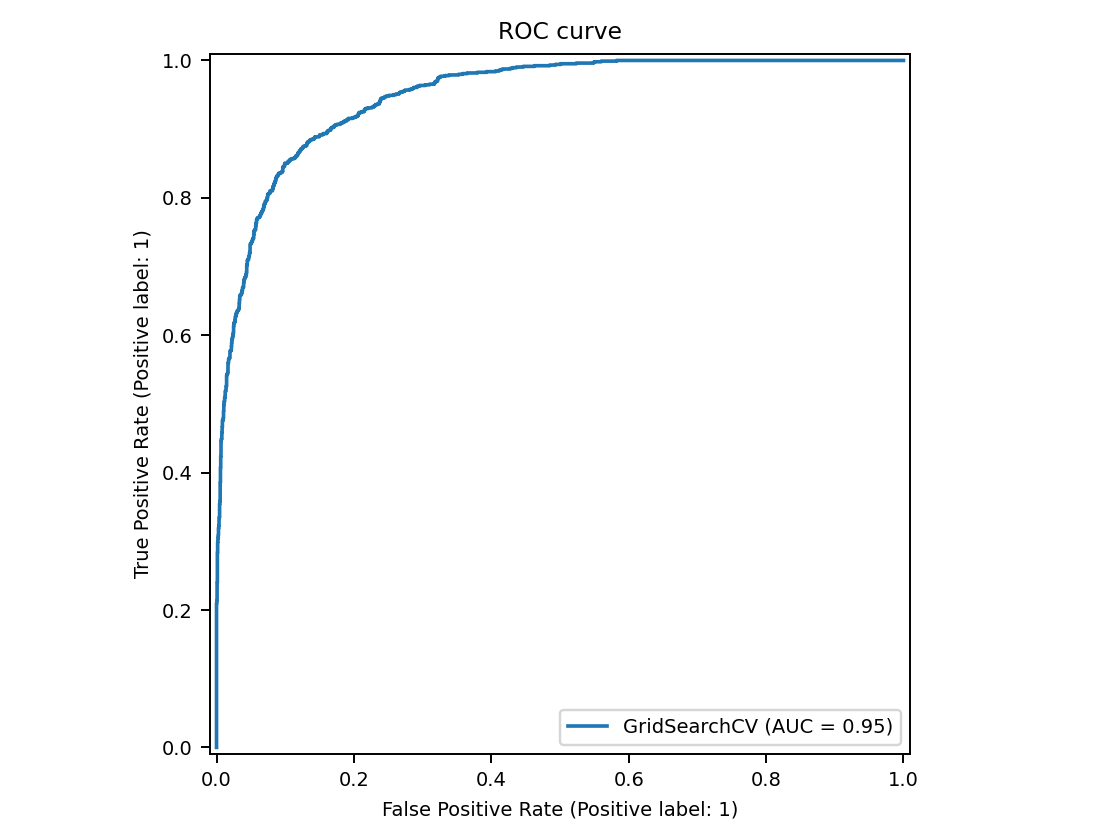 ROC curve
True Positive Rate (Positive label: 1)
1.0
0.8
0.6
0.4
0.2
0.0
GridSearchCV (AUC = 0.95)
0.0 0.2 0.4 0.6 0.8 1.0
False Positive Rate (Positive label: 1)